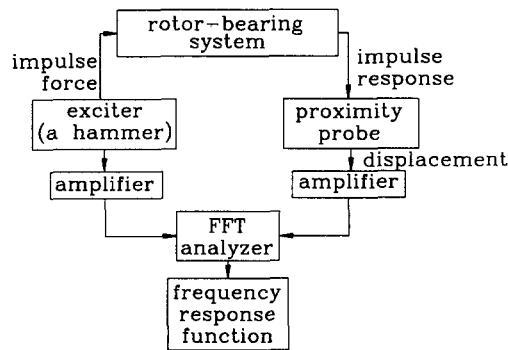 rotor-bearing
system
impulse
force
impulse
response
exciter
(a hammer)
proximity
probe
displacement
amplifier
amplifier
FFT
analyzer
frequency
response
function